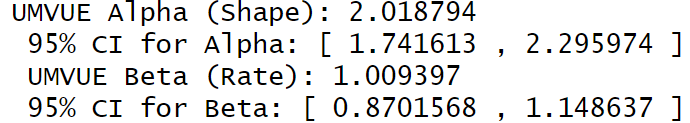 UMVUE Alpha (Shape): 2.018794
95% CI for Alpha: [ 1.741613 , 2.295974 ]
UMVUE Beta (Rate): 1.009397
95% CI for Beta: [ 0.8701568 , 1.148637 ]